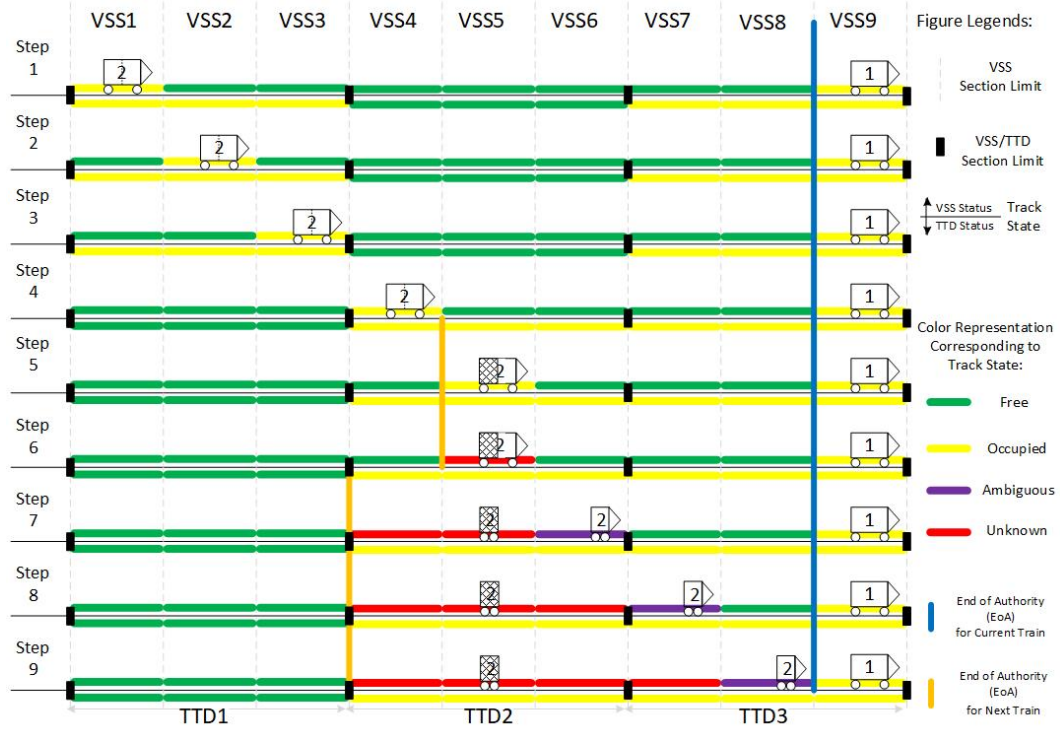 VSS1 VSS2 VSS3 VSS4 VSS5 VSS6 VSS7 VSS8 VSS9
Step
1
2
1
Step
2
2
1
Step
3
2
1
Step
4
2
1
Step
5
2
1
Step
6
2
1
Step
7
2
2
1
Step
8
2
2
1
Step
9
2
2
1
TTD1 TTD2 TTD3
Figure Legends:
VSS
Section Limit
VSS/TTD
Section Limit
VSS Status
TTD Status
Track
State
Color Representation
Corresponding to
Track State:
Free
Occupied
Ambiguous
Unknown
End of Authority
(EoA)
for Current Train
End of Authority
(EoA)
for Next Train